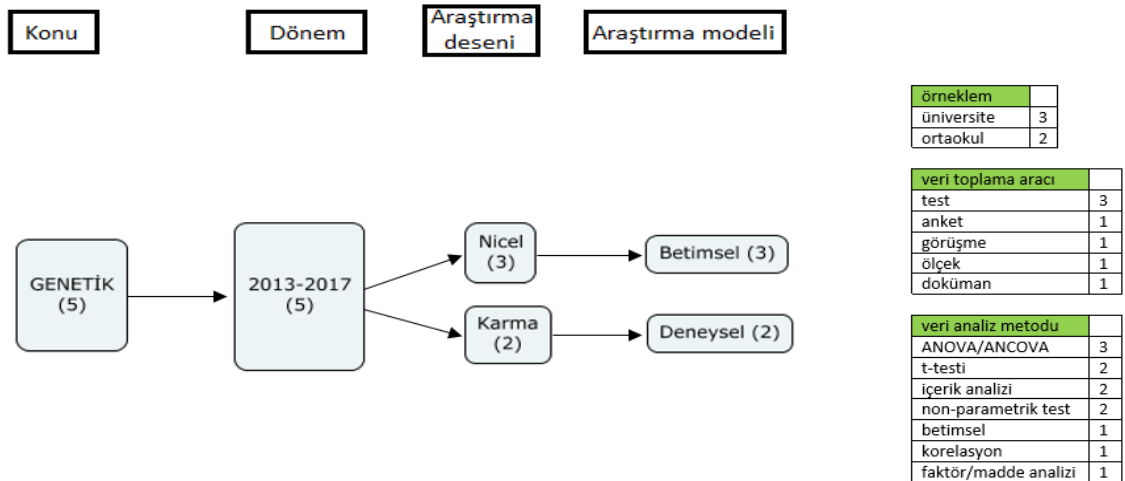 Konu
Dönem
Araştırma
deseni
Araştırma modeli
GENETİK
(5)
2013-2017
(5)
Nicel
(3)
Karma
(2)
Betimsel (3)
Deneysel (2)
örneklem
üniversite 3
ortaokul 2
veri toplama aracı
test 3
anket 1
görüşme 1
ölçek 1
doküman 1
veri analiz metodu
ANOVA/ANCOVA 3
t-testi 2
içerik analizi 2
non-parametrik test 2
betimsel 1
korelasyon 1
faktör/madde analizi 1